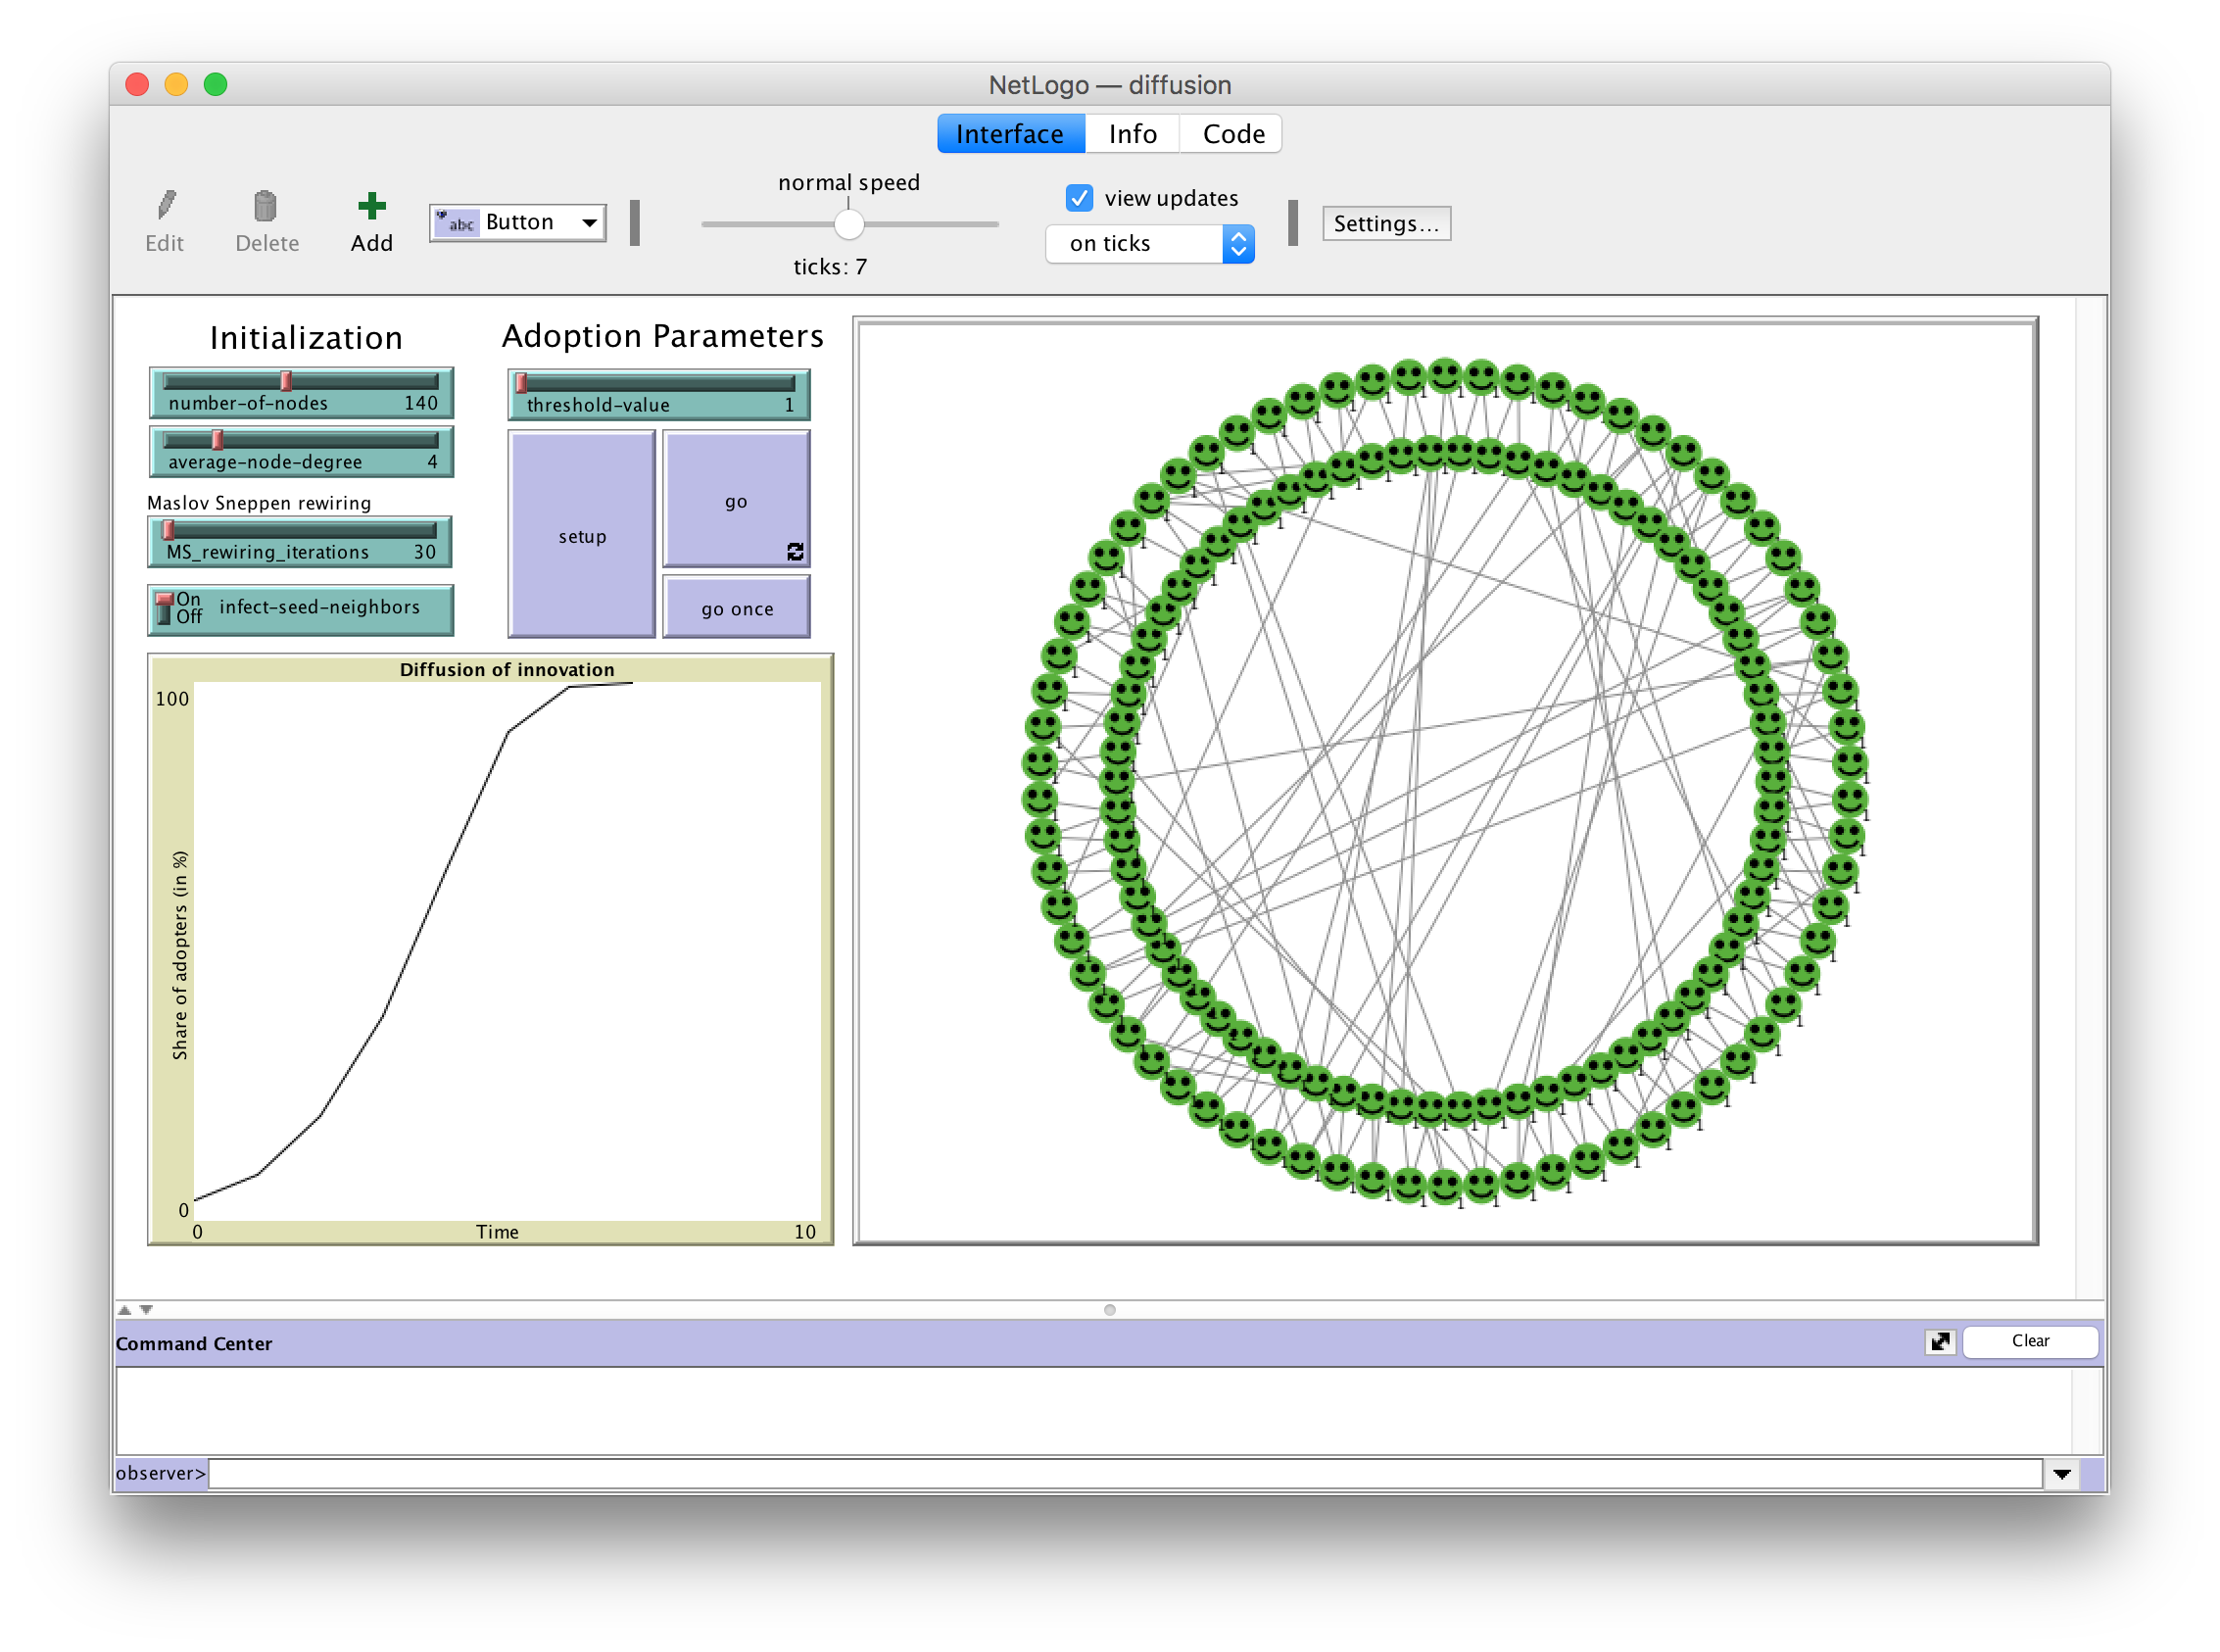 NetLogo — diffusion
Interface Info Code
normal speed
view updates
abc Button
Settings...
Edit Delete Add
on ticks
ticks: 7
Initialization
Adoption Parameters
number-of-nodes 140
threshold-value 1
average-node-degree 4
Maslov Sneppen rewiring
MS_rewiring_iterations 30
On
Off
infect-seed-neighbors
setup
go
go once
Diffusion of innovation
100
Share of adopters (in %)
0
0 Time 10
Command Center
Clear
observer>